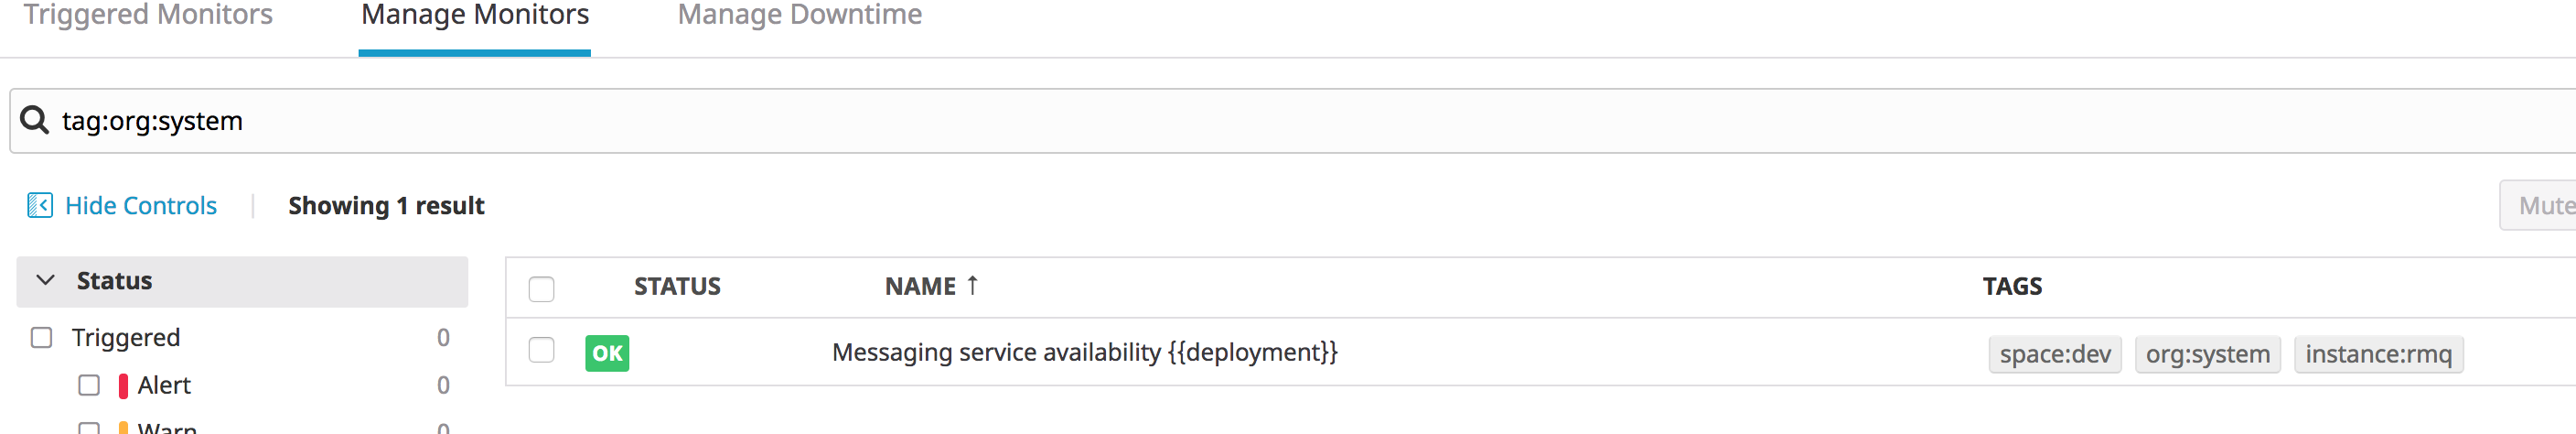 Triggered Monitors Manage Monitors Manage Downtime
tag:org:system
Hide Controls Showing 1 result Mute
Status
STATUS NAME ↑ TAGS
Triggered 0
OK Messaging service availability {{deployment}} space:dev org:system instance:rmq
Alert 0
Warn 0